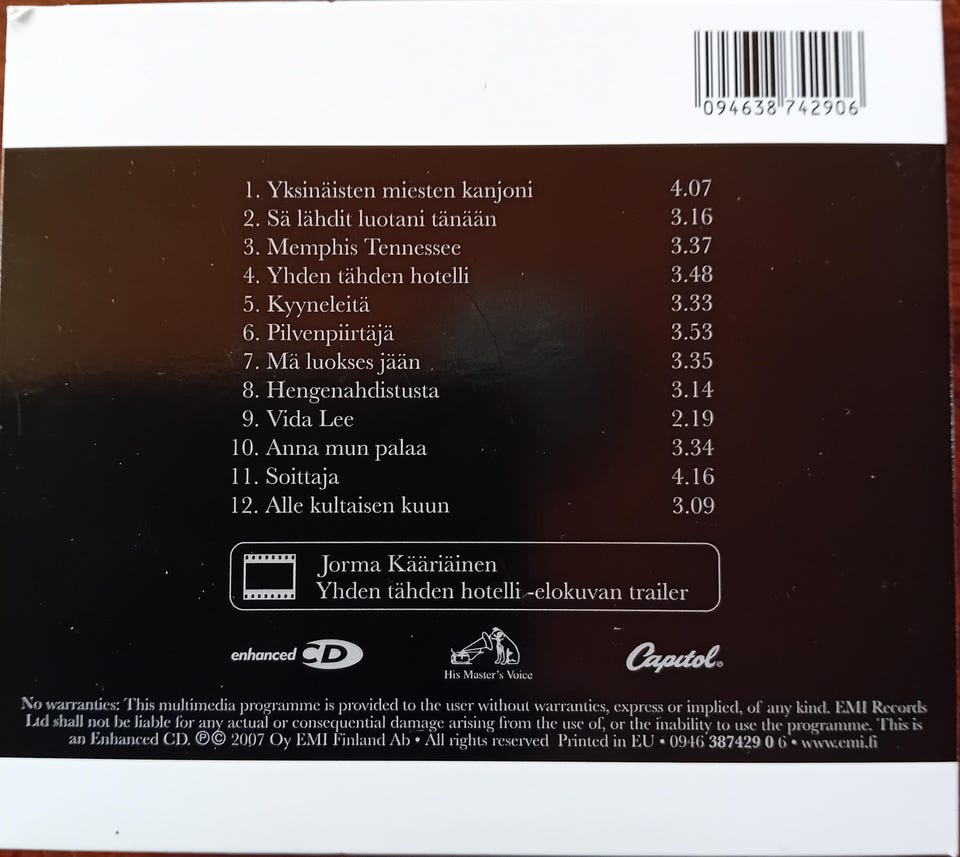 094638 742906
1. Yksinäisten miesten kanjoni 4.07
2. Sä lähdit luotani tänään 3.16
3. Memphis Tennessee 3.37
4. Yhden tähden hotelli 3.48
5. Kyyneleitä 3.33
6. Pilvenpiirtäjä 3.53
7. Mä luokses jään 3.35
8. Hengenahdistusta 3.14
9. Vida Lee 2.19
10. Anna mun palaa 3.34
11. Soittaja 4.16
12. Alle kultaisen kuun 3.09
Jorma Kääriäinen
Yhden tähden hotelli -elokuvan trailer
enhanced CD
His Master's Voice
Capitol®
No warranties: This multimedia programme is provided to the user without warranties, express or implied, of any kind. EMI Records
Ltd shall not be liable for any actual or consequential damage arising from the use of, or the inability to use the programme. This is
an Enhanced CD. ℗© 2007 Oy EMI Finland Ab • All rights reserved Printed in EU • 0946 387429 0 6 • www.emi.fi